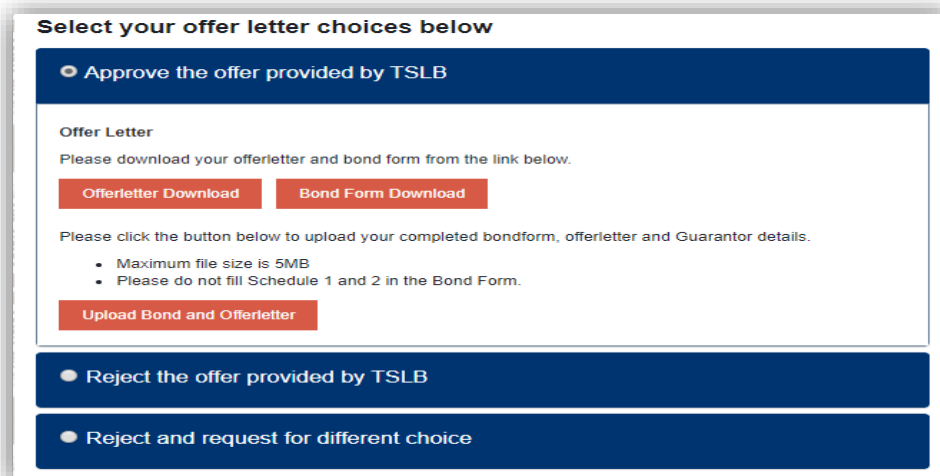 Select your offer letter choices below
Approve the offer provided by TSLB
Offer Letter
Please download your offerletter and bond form from the link below.
Offerletter Download Bond Form Download
Please click the button below to upload your completed bondform, offerletter and Guarantor details.
• Maximum file size is 5MB
• Please do not fill Schedule 1 and 2 in the Bond Form.
Upload Bond and Offerletter
Reject the offer provided by TSLB
Reject and request for different choice